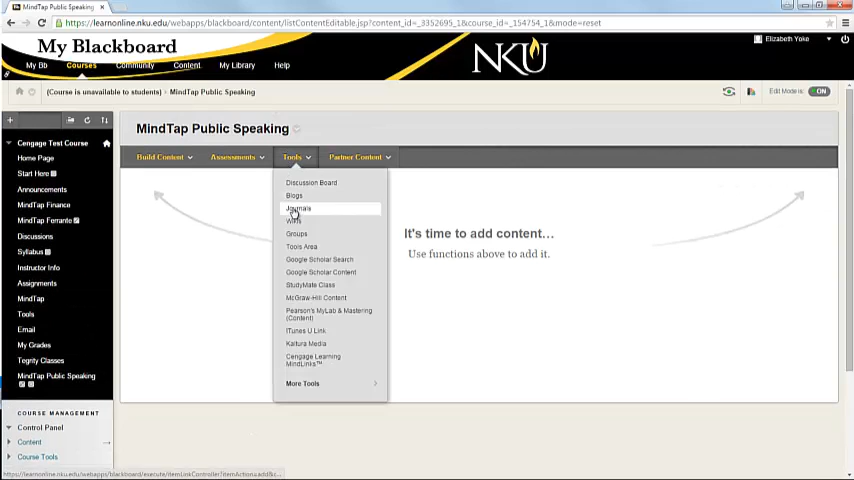 MindTap Public Speaking
https://learnonline.nku.edu/webapps/blackboard/content/listContentEditable.jsp?content_id=_3352695_1&course_id=_154754_1&mode=reset
My Blackboard
NKU
Elizabeth Yoke
My Bb
Courses
Community
Content
My Library
Help
(Course is unavailable to students) › MindTap Public Speaking
Edit Mode is: ON
Cengage Test Course
Home Page
Start Here
Announcements
MindTap Finance
MindTap Ferrante
Discussions
Syllabus
Instructor Info
Assignments
MindTap
Tools
Email
My Grades
Tegrity Classes
MindTap Public Speaking
COURSE MANAGEMENT
Control Panel
Content
Course Tools
MindTap Public Speaking
Build Content
Assessments
Tools
Partner Content
Discussion Board
Blogs
Journals
Wikis
Groups
Tools Area
Google Scholar Search
Google Scholar Content
StudyMate Class
McGraw-Hill Content
Pearson's MyLab & Mastering
(Content)
iTunes U Link
Kaltura Media
Cengage Learning
MindLinks™
More Tools
It's time to add content...
Use functions above to add it.